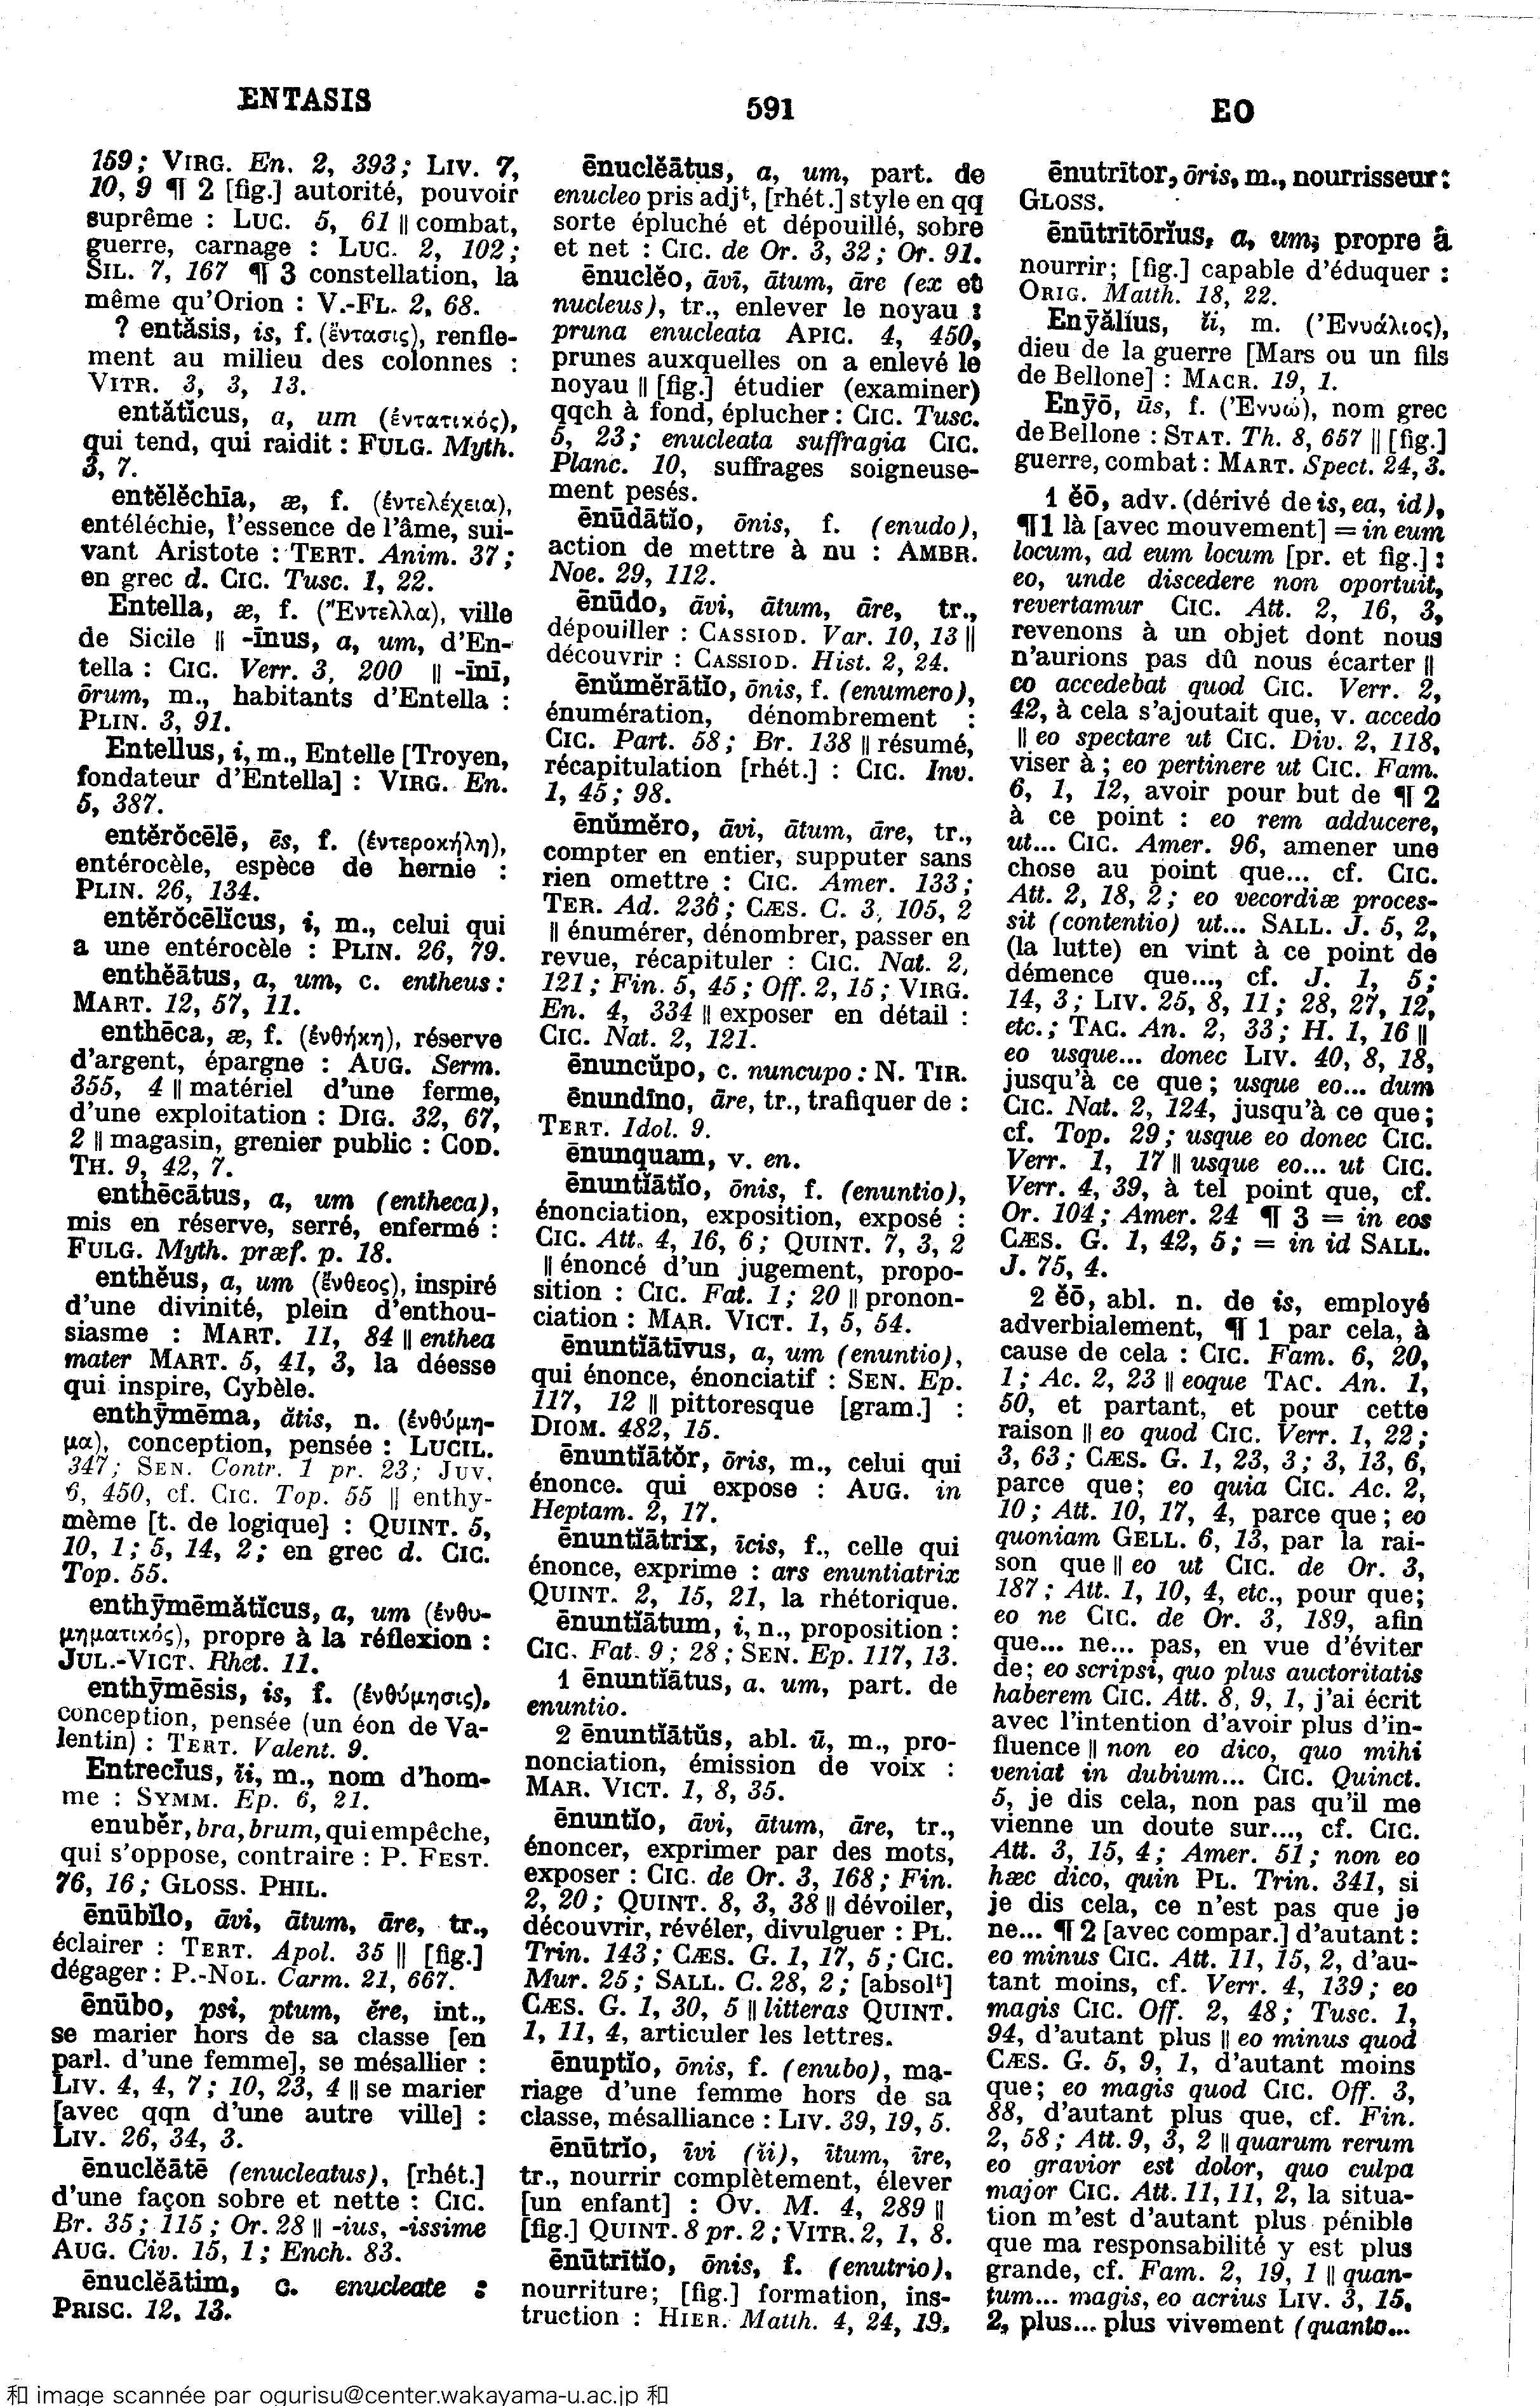 ENTASIS
591
EO
159; VIRG. En. 2, 393; LIV. 7,
10, 9 ¶ 2 [fig.] autorité, pouvoir
suprême : LUC. 5, 61 || combat,
guerre, carnage : LUC. 2, 102;
SIL. 7, 167 ¶ 3 constellation, la
même qu'Orion : V.-FL. 2, 68.
? entăsis, is, f. (ἔντασις), renfle-
ment au milieu des colonnes :
VITR. 3, 3, 13.
entătĭcus, a, um (ἐντατικός),
qui tend, qui raidit : FULG. Myth.
3, 7.
entĕlĕchīa, æ, f. (ἐντελέχεια),
entéléchie, l'essence de l'âme, sui-
vant Aristote : TERT. Anim. 37;
en grec d. CIC. Tusc. 1, 22.
Entella, æ, f. (Ἔντελλα), ville
de Sicile || -īnus, a, um, d'En-
tella : CIC. Verr. 3, 200 || -īnī,
ōrum, m., habitants d'Entella :
PLIN. 3, 91.
Entellus, i, m., Entelle [Troyen,
fondateur d'Entella] : VIRG. En.
5, 387.
entĕrŏcēlē, ēs, f. (ἐντεροκήλη),
entérocèle, espèce de hernie :
PLIN. 26, 134.
entĕrŏcēlĭcus, i, m., celui qui
a une entérocèle : PLIN. 26, 79.
enthĕātus, a, um, c. entheus :
MART. 12, 57, 11.
enthēca, æ, f. (ἐνθήκη), réserve
d'argent, épargne : AUG. Serm.
355, 4 || matériel d'une ferme,
d'une exploitation : DIG. 32, 67,
2 || magasin, grenier public : COD.
TH. 9, 42, 7.
enthēcātus, a, um (entheca),
mis en réserve, serré, enfermé :
FULG. Myth. præf. p. 18.
enthĕus, a, um (ἔνθεος), inspiré
d'une divinité, plein d'enthou-
siasme : MART. 11, 84 || enthea
mater MART. 5, 41, 3, la déesse
qui inspire, Cybèle.
enthȳmēma, ătis, n. (ἐνθύμη-
μα), conception, pensée : LUCIL.
347; SEN. Contr. 1 pr. 23; JUV.
6, 450, cf. CIC. Top. 55 || enthy-
mème [t. de logique] : QUINT. 5,
10, 1; 5, 14, 2; en grec d. CIC.
Top. 55.
enthȳmēmătĭcus, a, um (ἐνθυ-
μηματικός), propre à la réflexion :
JUL.-VICT. Rhet. 11.
enthȳmēsis, is, f. (ἐνθύμησις),
conception, pensée (un éon de Va-
lentin) : TERT. Valent. 9.
Entrecĭus, ĭi, m., nom d'hom-
me : SYMM. Ep. 6, 21.
enubĕr, bra, brum, qui empêche,
qui s'oppose, contraire : P. FEST.
76, 16; GLOSS. PHIL.
ēnūbĭlo, āvi, ātum, āre, tr.,
éclairer : TERT. Apol. 35 || [fig.]
dégager : P.-NOL. Carm. 21, 667.
ēnūbo, psi, ptum, ĕre, int.,
se marier hors de sa classe [en
parl. d'une femme], se mésallier :
LIV. 4, 4, 7; 10, 23, 4 || se marier
[avec qqn d'une autre ville] :
LIV. 26, 34, 3.
ēnuclĕātē (enucleatus), [rhét.]
d'une façon sobre et nette : CIC.
Br. 35; 115; Or. 28 || -ius, -issime
AUG. Civ. 15, 1; Ench. 83.
ēnuclĕātim, c. enucleate :
PRISC. 12, 13.
ēnuclĕātus, a, um, part. de
enucleo pris adjᵗ, [rhét.] style en qq
sorte épluché et dépouillé, sobre
et net : CIC. de Or. 3, 32; Or. 91.
ēnuclĕo, āvī, ātum, āre (ex et
nucleus), tr., enlever le noyau :
pruna enucleata APIC. 4, 450,
prunes auxquelles on a enlevé le
noyau || [fig.] étudier (examiner)
qqch à fond, éplucher : CIC. Tusc.
5, 23; enucleata suffragia CIC.
Planc. 10, suffrages soigneuse-
ment pesés.
ēnūdātĭo, ōnis, f. (enudo),
action de mettre à nu : AMBR.
Noe. 29, 112.
ēnūdo, āvi, ātum, āre, tr.,
dépouiller : CASSIOD. Var. 10, 13 ||
découvrir : CASSIOD. Hist. 2, 24.
ēnŭmĕrātĭo, ōnis, f. (enumero),
énumération, dénombrement :
CIC. Part. 58; Br. 138 || résumé,
récapitulation [rhét.] : CIC. Inv.
1, 45; 98.
ēnŭmĕro, āvi, ātum, āre, tr.,
compter en entier, supputer sans
rien omettre : CIC. Amer. 133;
TER. Ad. 236; CÆS. C. 3, 105, 2
|| énumérer, dénombrer, passer en
revue, récapituler : CIC. Nat. 2,
121; Fin. 5, 45; Off. 2, 15; VIRG.
En. 4, 334 || exposer en détail :
CIC. Nat. 2, 121.
ēnuncŭpo, c. nuncupo : N. TIR.
ēnundīno, āre, tr., trafiquer de :
TERT. Idol. 9.
ēnunquam, v. en.
ēnuntĭātĭo, ōnis, f. (enuntio),
énonciation, exposition, exposé :
CIC. Att. 4, 16, 6; QUINT. 7, 3, 2
|| énoncé d'un jugement, propo-
sition : CIC. Fat. 1; 20 || pronon-
ciation : MAR. VICT. 1, 5, 54.
ēnuntĭātīvus, a, um (enuntio),
qui énonce, énonciatif : SEN. Ep.
117, 12 || pittoresque [gram.] :
DIOM. 482, 15.
ēnuntĭātŏr, ōris, m., celui qui
énonce. qui expose : AUG. in
Heptam. 2, 17.
ēnuntĭātrix, īcis, f., celle qui
énonce, exprime : ars enuntiatrix
QUINT. 2, 15, 21, la rhétorique.
ēnuntĭātum, i, n., proposition :
CIC. Fat. 9; 28; SEN. Ep. 117, 13.
1 ēnuntĭātus, a. um, part. de
enuntio.
2 ēnuntĭātŭs, abl. ū, m., pro-
nonciation, émission de voix :
MAR. VICT. 1, 8, 35.
ēnuntĭo, āvi, ātum, āre, tr.,
énoncer, exprimer par des mots,
exposer : CIC. de Or. 3, 168; Fin.
2, 20; QUINT. 8, 3, 38 || dévoiler,
découvrir, révéler, divulguer : PL.
Trin. 143; CÆS. G. 1, 17, 5; CIC.
Mur. 25; SALL. C. 28, 2; [absolᵗ]
CÆS. G. 1, 30, 5 || litteras QUINT.
1, 11, 4, articuler les lettres.
ēnuptĭo, ōnis, f. (enubo), ma-
riage d'une femme hors de sa
classe, mésalliance : LIV. 39, 19, 5.
ēnūtrĭo, īvi (ĭi), ītum, īre,
tr., nourrir complètement, élever
[un enfant] : OV. M. 4, 289 ||
[fig.] QUINT. 8 pr. 2; VITR. 2, 1, 8.
ēnūtrītĭo, ōnis, f. (enutrio),
nourriture; [fig.] formation, ins-
truction : HIER. Matth. 4, 24, 19.
ēnutrītor, ōris, m., nourrisseur :
GLOSS.
ēnūtrītōrĭus, a, um, propre à
nourrir; [fig.] capable d'éduquer :
ORIG. Matth. 18, 22.
Enȳălĭus, ĭi, m. (Ἐνυάλιος),
dieu de la guerre [Mars ou un fils
de Bellone] : MACR. 19, 1.
Enȳō, ūs, f. (Ἐνυώ), nom grec
de Bellone : STAT. Th. 8, 657 || [fig.]
guerre, combat : MART. Spect. 24, 3.
1 ĕō, adv. (dérivé de is, ea, id),
¶ 1 là [avec mouvement] = in eum
locum, ad eum locum [pr. et fig.] :
eo, unde discedere non oportuit,
revertamur CIC. Att. 2, 16, 3,
revenons à un objet dont nous
n'aurions pas dû nous écarter ||
eo accedebat quod CIC. Verr. 2,
42, à cela s'ajoutait que, v. accedo
|| eo spectare ut CIC. Div. 2, 118,
viser à; eo pertinere ut CIC. Fam.
6, 1, 12, avoir pour but de ¶ 2
à ce point : eo rem adducere,
ut... CIC. Amer. 96, amener une
chose au point que... cf. CIC.
Att. 2, 18, 2; eo vecordiæ proces-
sit (contentio) ut... SALL. J. 5, 2,
(la lutte) en vint à ce point de
démence que..., cf. J. 1, 5;
14, 3; LIV. 25, 8, 11; 28, 27, 12,
etc.; TAC. An. 2, 33; H. 1, 16 ||
eo usque... donec LIV. 40, 8, 18,
jusqu'à ce que; usque eo... dum
CIC. Nat. 2, 124, jusqu'à ce que;
cf. Top. 29; usque eo donec CIC.
Verr. 1, 17 || usque eo... ut CIC.
Verr. 4, 39, à tel point que, cf.
Or. 104; Amer. 24 ¶ 3 = in eos
CÆS. G. 1, 42, 5; = in id SALL.
J. 75, 4.
2 ĕō, abl. n. de is, employé
adverbialement, ¶ 1 par cela, à
cause de cela : CIC. Fam. 6, 20,
1; Ac. 2, 23 || eoque TAC. An. 1,
50, et partant, et pour cette
raison || eo quod CIC. Verr. 1, 22;
3, 63; CÆS. G. 1, 23, 3; 3, 13, 6,
parce que; eo quia CIC. Ac. 2,
10; Att. 10, 17, 4, parce que; eo
quoniam GELL. 6, 13, par la rai-
son que || eo ut CIC. de Or. 3,
187; Att. 1, 10, 4, etc., pour que;
eo ne CIC. de Or. 3, 189, afin
que... ne... pas, en vue d'éviter
de; eo scripsi, quo plus auctoritatis
haberem CIC. Att. 8, 9, 1, j'ai écrit
avec l'intention d'avoir plus d'in-
fluence || non eo dico, quo mihi
veniat in dubium... CIC. Quinct.
5, je dis cela, non pas qu'il me
vienne un doute sur..., cf. CIC.
Att. 3, 15, 4; Amer. 51; non eo
hæc dico, quin PL. Trin. 341, si
je dis cela, ce n'est pas que je
ne... ¶ 2 [avec compar.] d'autant :
eo minus CIC. Att. 11, 15, 2, d'au-
tant moins, cf. Verr. 4, 139; eo
magis CIC. Off. 2, 48; Tusc. 1,
94, d'autant plus || eo minus quod
CÆS. G. 5, 9, 1, d'autant moins
que; eo magis quod CIC. Off. 3,
88, d'autant plus que, cf. Fin.
2, 58; Att. 9, 3, 2 || quarum rerum
eo gravior est dolor, quo culpa
major CIC. Att. 11, 11, 2, la situa-
tion m'est d'autant plus pénible
que ma responsabilité y est plus
grande, cf. Fam. 2, 19, 1 || quan-
tum... magis, eo acrius LIV. 3, 15,
2, plus... plus vivement (quanto...
和 image scannée par ogurisu@center.wakayama-u.ac.jp 和